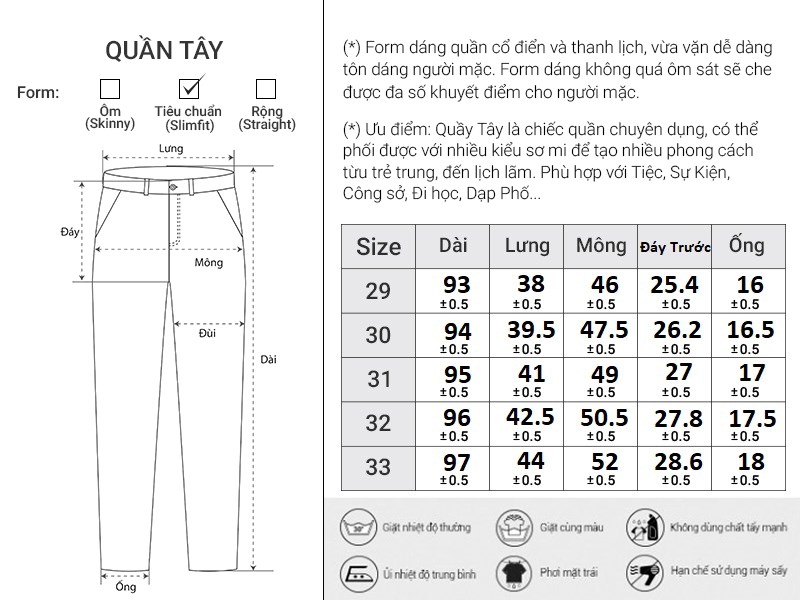 QUẦN TÂY
Form:
Ôm
(Skinny)
Tiêu chuẩn
(Slimfit)
Rộng
(Straight)
Lưng
Đáy
Mông
Đùi
Dài
Ống
(*) Form dáng quần cổ điển và thanh lịch, vừa vặn dễ dàng
tôn dáng người mặc. Form dáng không quá ôm sát sẽ che
được đa số khuyết điểm cho người mặc.
(*) Ưu điểm: Quầy Tây là chiếc quần chuyên dụng, có thể
phối được với nhiều kiểu sơ mi để tạo nhiều phong cách
từu trẻ trung, đến lịch lãm. Phù hợp với Tiệc, Sự Kiện,
Công sở, Đi học, Dạp Phố...
Size Dài Lưng Mông Đáy Trước Ống
29 93 38 46 25.4 16
±0.5 ±0.5 ±0.5 ±0.5 ±0.5
30 94 39.5 47.5 26.2 16.5
±0.5 ±0.5 ±0.5 ±0.5 ±0.5
31 95 41 49 27 17
±0.5 ±0.5 ±0.5 ±0.5 ±0.5
32 96 42.5 50.5 27.8 17.5
±0.5 ±0.5 ±0.5 ±0.5 ±0.5
33 97 44 52 28.6 18
±0.5 ±0.5 ±0.5 ±0.5 ±0.5
30°
Giặt nhiệt độ thường
Giặt cùng màu
Không dùng chất tẩy mạnh
Ủi nhiệt độ trung bình
Phơi mặt trái
Hạn chế sử dụng máy sấy